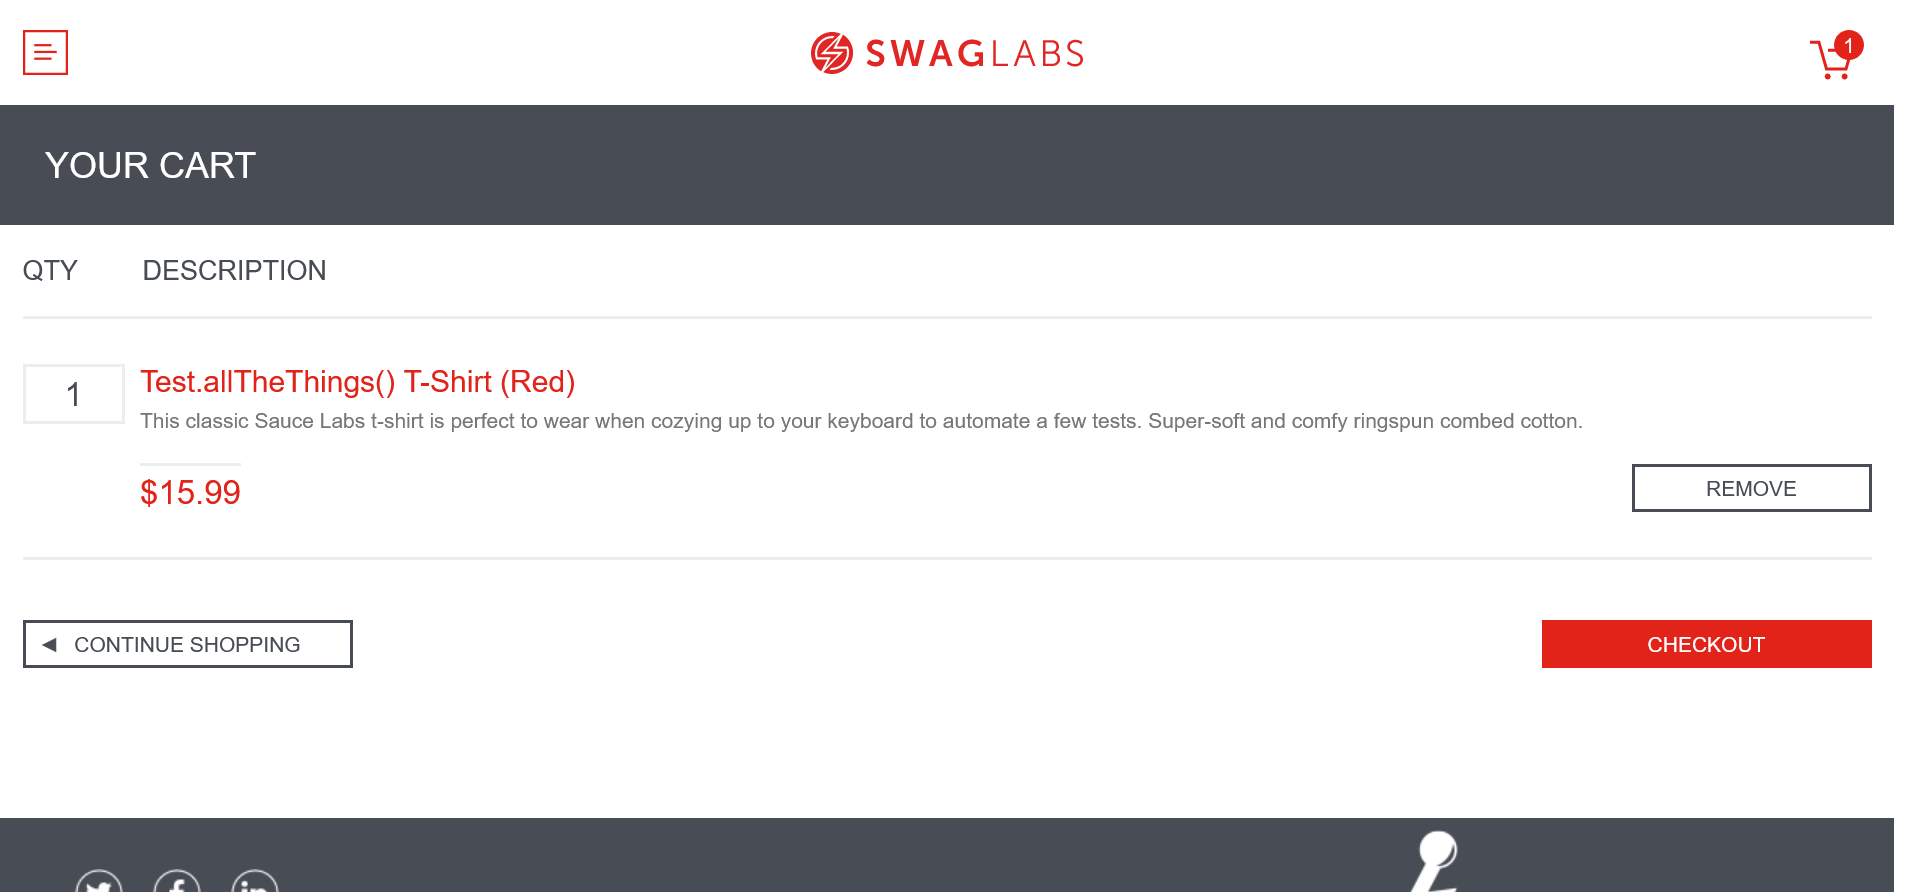 SWAGLABS
1
YOUR CART
QTY DESCRIPTION
1
Test.allTheThings() T-Shirt (Red)
This classic Sauce Labs t-shirt is perfect to wear when cozying up to your keyboard to automate a few tests. Super-soft and comfy ringspun combed cotton.
$15.99
REMOVE
CONTINUE SHOPPING
CHECKOUT